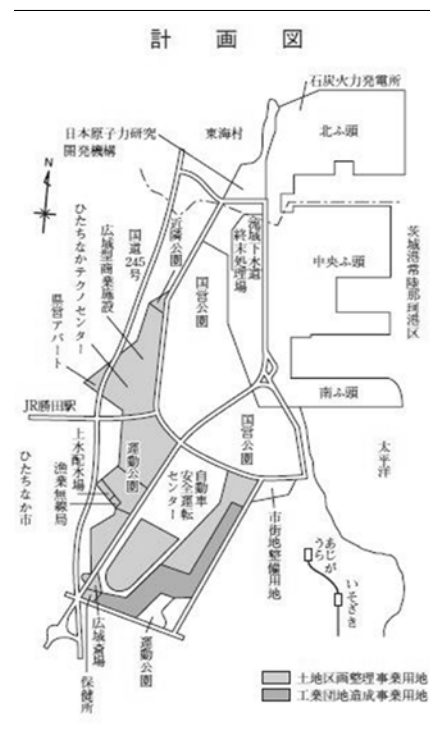 計画図
石炭火力発電所
日本原子力研究
開発機構
東海村
北ふ頭
N
国道
245号
近隣公園
国営公園
流域下水道
終末処理場
中央ふ頭
茨城港常陸那珂港区
広域型商業施設
ひたちなかテクノセンター
県営アパート
南ふ頭
JR勝田駅
国営公園
太平洋
上水配水場
漁業無線局
運動公園
自動車
安全運転
センター
ひたちなか市
市街地整備用地
あじが
うら
いそざき
広域斎場
運動公園
保健所
土地区画整理事業用地
工業団地造成事業用地